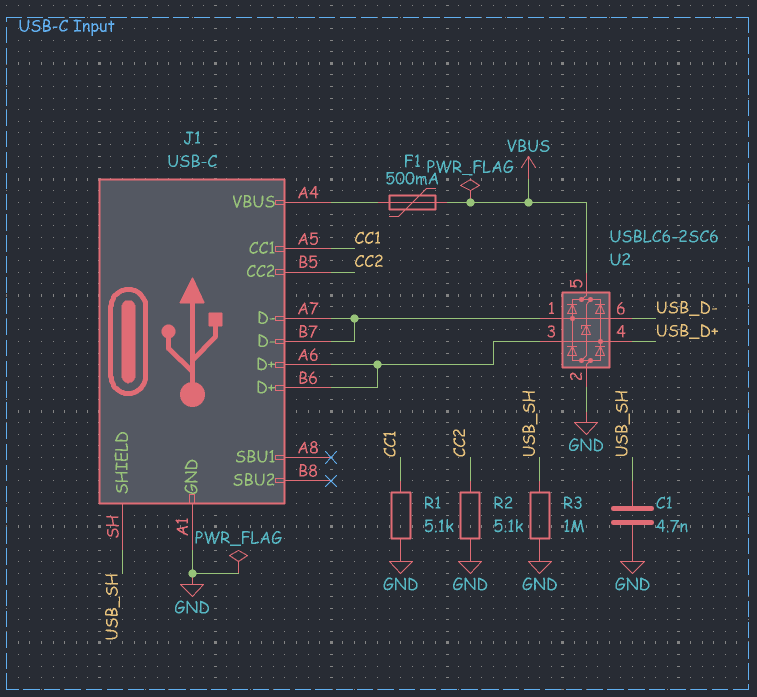 USB-C Input
J1
USB-C
VBUS
A4
CC1
A5
CC1
CC2
B5
CC2
D-
A7
D-
B7
D+
A6
D+
B6
SBU1
A8
SBU2
B8
SHIELD
GND
SH
A1
USB_SH
PWR_FLAG
GND
F1
500mA
PWR_FLAG
VBUS
USBLC6-2SC6
U2
5
1
6
USB_D-
3
4
USB_D+
2
GND
CC1
R1
5.1k
GND
CC2
R2
5.1k
GND
USB_SH
R3
1M
GND
USB_SH
C1
4.7n
GND